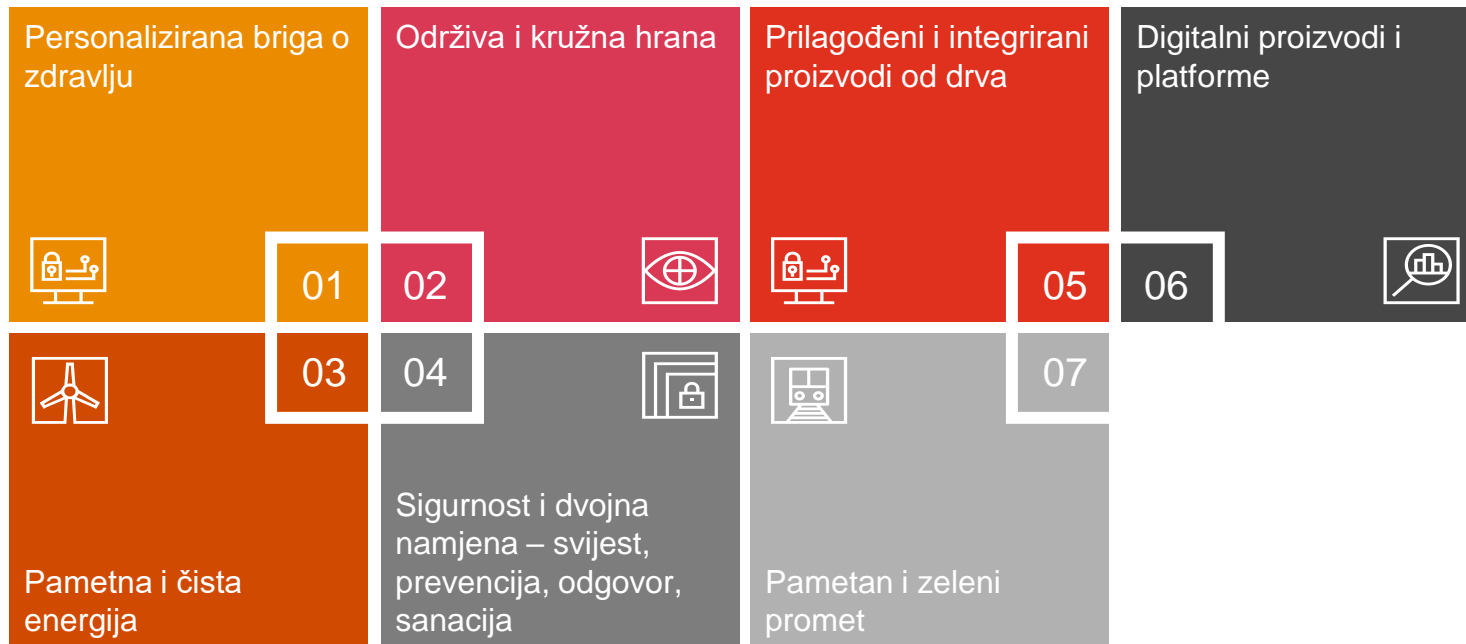 Personalizirana briga o
zdravlju
01
Održiva i kružna hrana
02
Prilagođeni i integrirani
proizvodi od drva
05
Digitalni proizvodi i
platforme
06
03
Pametna i čista
energija
04
Sigurnost i dvojna
namjena – svijest,
prevencija, odgovor,
sanacija
07
Pametan i zeleni
promet